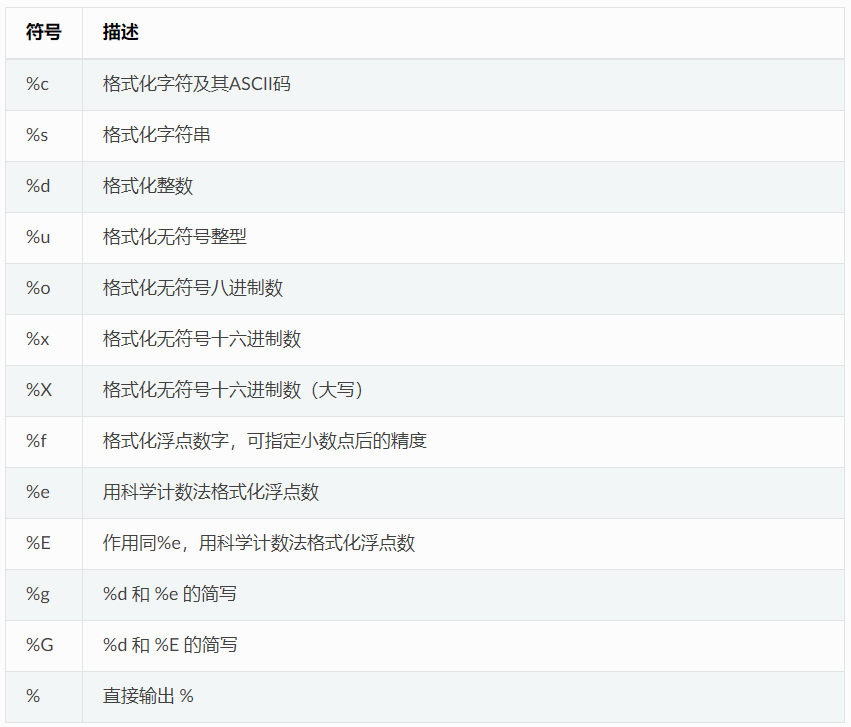 符号 描述
%c 格式化字符及其ASCII码
%s 格式化字符串
%d 格式化整数
%u 格式化无符号整型
%o 格式化无符号八进制数
%x 格式化无符号十六进制数
%X 格式化无符号十六进制数（大写）
%f 格式化浮点数字，可指定小数点后的精度
%e 用科学计数法格式化浮点数
%E 作用同%e，用科学计数法格式化浮点数
%g %d 和 %e 的简写
%G %d 和 %E 的简写
% 直接输出 %